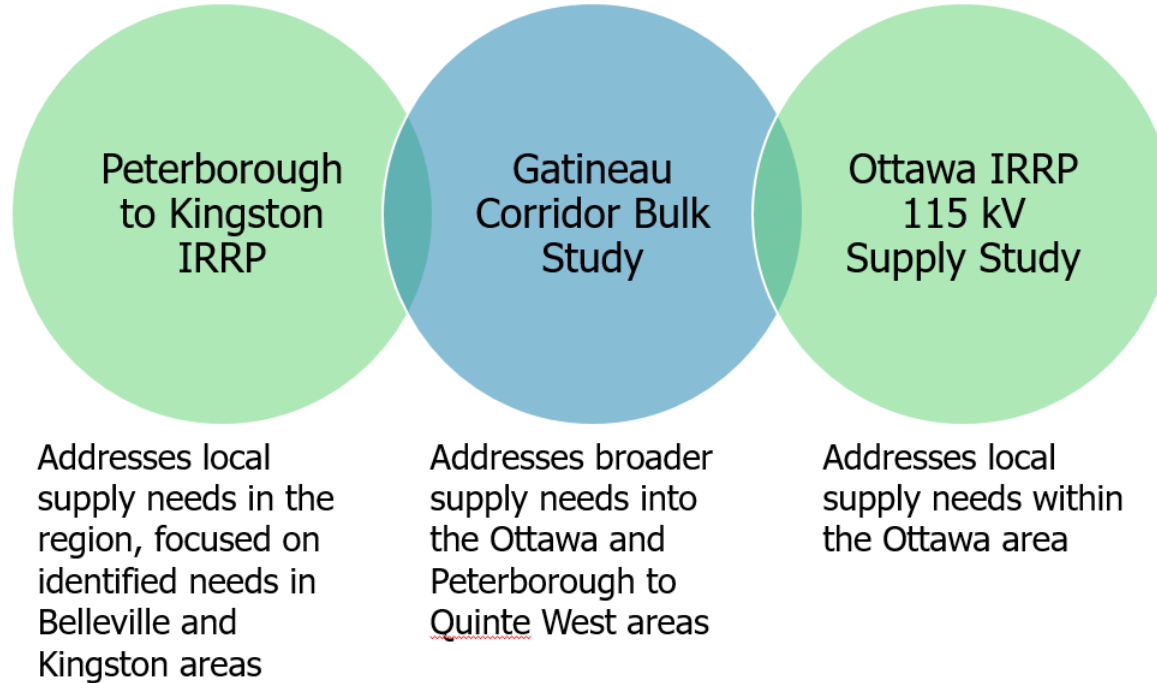 Peterborough
to Kingston
IRRP
Gatineau
Corridor Bulk
Study
Ottawa IRRP
115 kV
Supply Study
Addresses local
supply needs in the
region, focused on
identified needs in
Belleville and
Kingston areas
Addresses broader
supply needs into
the Ottawa and
Peterborough to
Quinte West areas
Addresses local
supply needs within
the Ottawa area